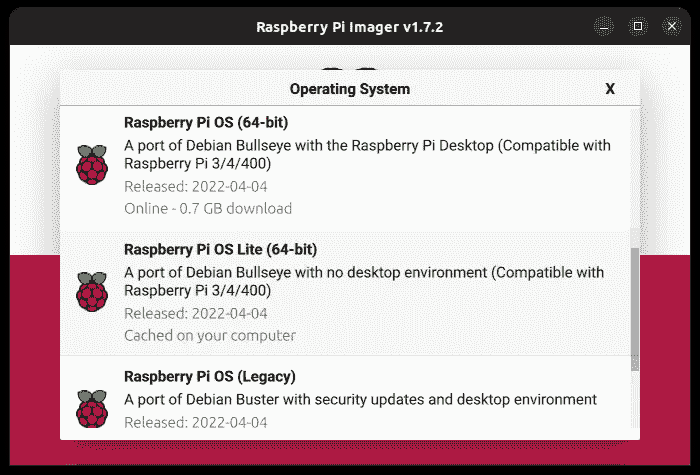 Raspberry Pi Imager v1.7.2
Operating System
X
Raspberry Pi OS (64-bit)
A port of Debian Bullseye with the Raspberry Pi Desktop (Compatible with
Raspberry Pi 3/4/400)
Released: 2022-04-04
Online - 0.7 GB download
Raspberry Pi OS Lite (64-bit)
A port of Debian Bullseye with no desktop environment (Compatible with
Raspberry Pi 3/4/400)
Released: 2022-04-04
Cached on your computer
Raspberry Pi OS (Legacy)
A port of Debian Buster with security updates and desktop environment
Released: 2022-04-04